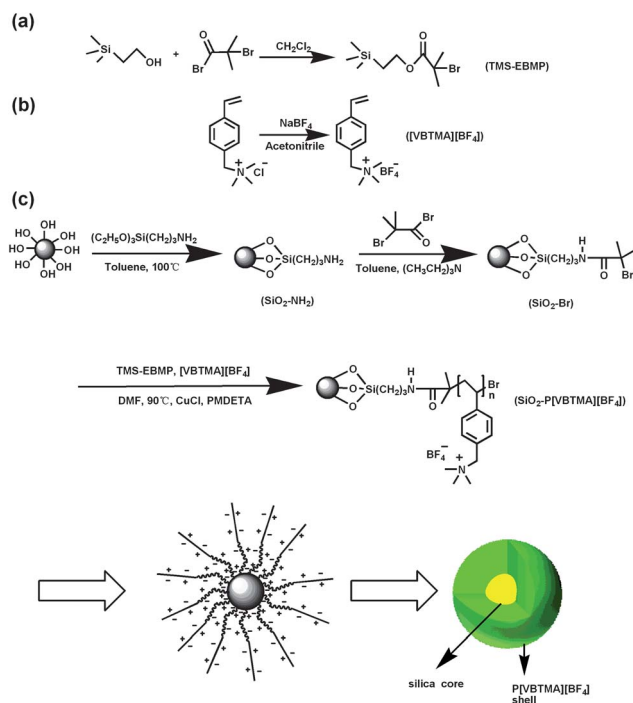 (a)
Si
OH
+
O
Br
Br
CH₂Cl₂
Si
O
O
Br
(TMS-EBMP)
(b)
NaBF₄
Acetonitrile
([VBTMA][BF₄])
+
N
Cl⁻
+
N
BF₄⁻
(c)
OH
HO
OH
HO
OH
HO
OH
OH
(C₂H₅O)₃Si(CH₂)₃NH₂
Toluene, 100℃
O
O
O
Si(CH₂)₃NH₂
(SiO₂-NH₂)
Br
Br
O
Toluene, (CH₃CH₂)₃N
O
O
O
Si(CH₂)₃N
H
O
Br
(SiO₂-Br)
TMS-EBMP, [VBTMA][BF₄]
DMF, 90℃, CuCl, PMDETA
O
O
O
Si(CH₂)₃N
H
O
Br
n
BF₄⁻
+
N
(SiO₂-P[VBTMA][BF₄])
silica core
P[VBTMA][BF₄]
shell